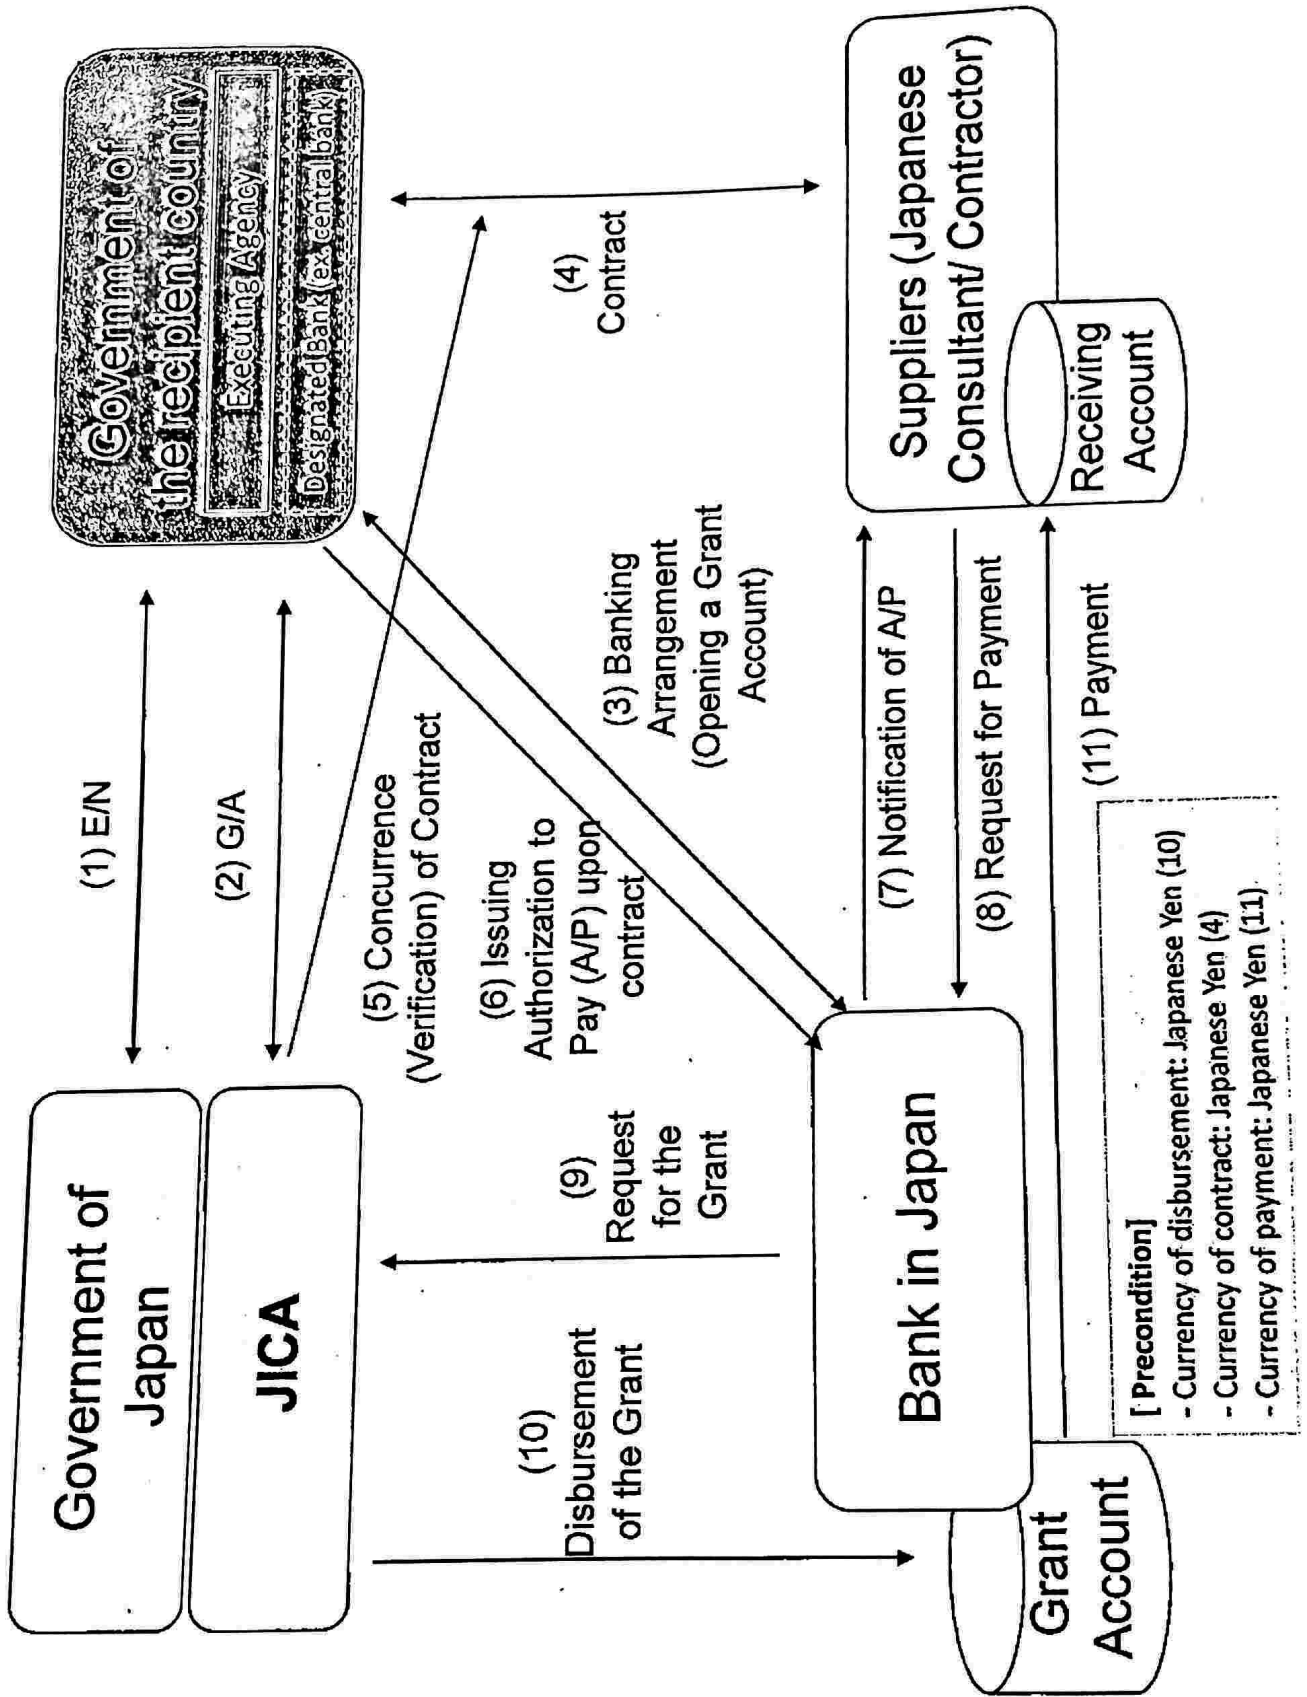 Government of
Japan
JICA
Government of
the recipient country
Executing Agency
Designated Bank (ex. central bank)
(1) E/N
(2) G/A
(5) Concurrence
(Verification) of Contract
(6) Issuing
Authorization to
Pay (A/P) upon
contract
(9)
Request
for the
Grant
(10)
Disbursement
of the Grant
(3) Banking
Arrangement
(Opening a Grant
Account)
(4)
Contract
Bank in Japan
Grant
Account
(7) Notification of A/P
(8) Request for Payment
(11) Payment
Suppliers (Japanese
Consultant/ Contractor)
Receiving
Account
[ Precondition]
- Currency of disbursement: Japanese Yen (10)
- Currency of contract: Japanese Yen (4)
- Currency of payment: Japanese Yen (11)